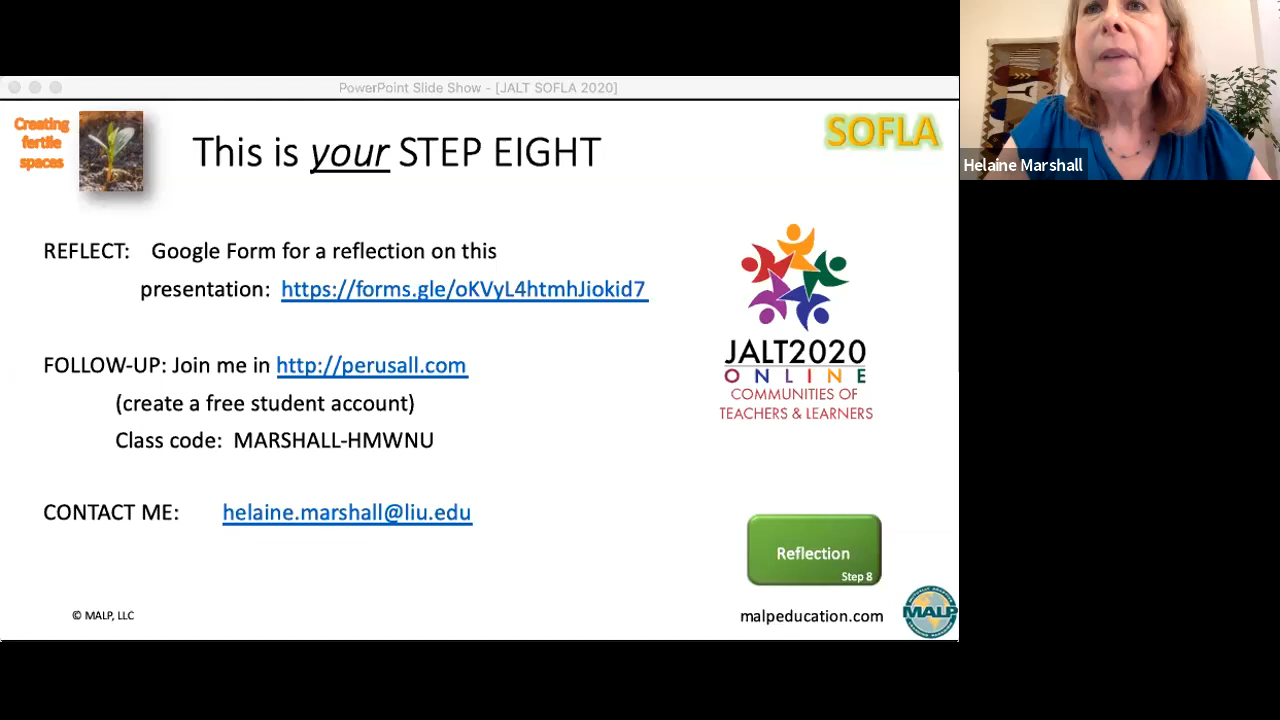 PowerPoint Slide Show - [JALT SOFLA 2020]
Creating
fertile
spaces
This is your STEP EIGHT
SOFLA
REFLECT: Google Form for a reflection on this
presentation: https://forms.gle/oKVyL4htmhJiokid7
FOLLOW-UP: Join me in http://perusall.com
(create a free student account)
Class code: MARSHALL-HMWNU
CONTACT ME: helaine.marshall@liu.edu
JALT2020
ONLINE
COMMUNITIES OF
TEACHERS & LEARNERS
Reflection
Step 8
© MALP, LLC
malpeducation.com
MALP
Helaine Marshall